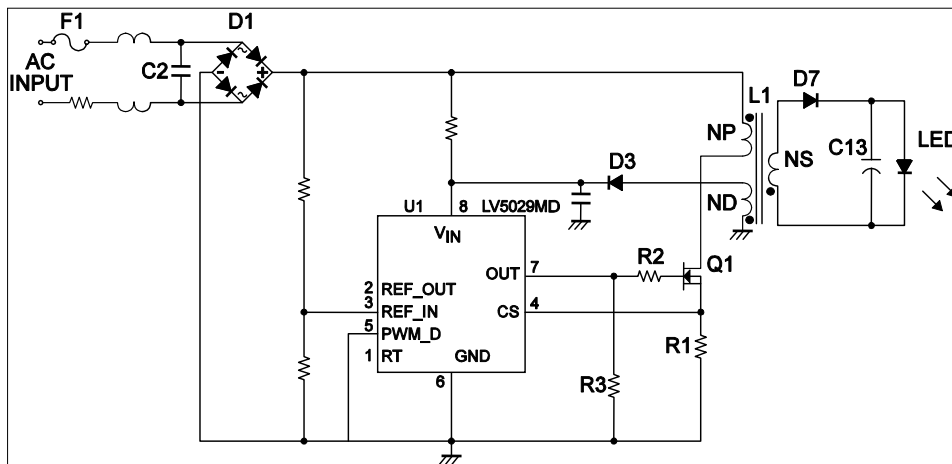 F1
D1
AC
INPUT
C2
~
- +
~
L1
D7
NP
NS
C13
LED
D3
ND
U1
8
LV5029MD
VIN
OUT
7
R2
Q1
2
REF_OUT
3
REF_IN
CS
4
5
PWM_D
1
RT
GND
6
R1
R3